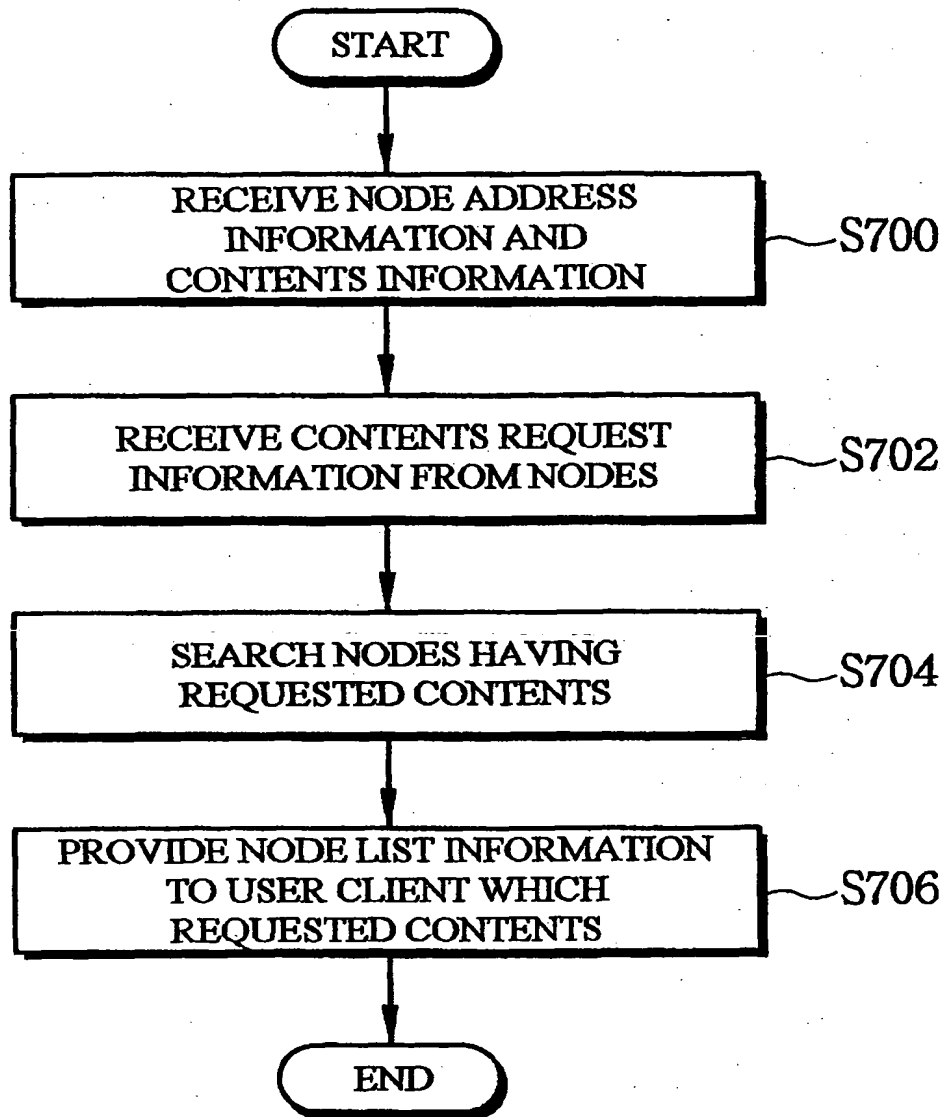 START
RECEIVE NODE ADDRESS
INFORMATION AND
CONTENTS INFORMATION
S700
RECEIVE CONTENTS REQUEST
INFORMATION FROM NODES
S702
SEARCH NODES HAVING
REQUESTED CONTENTS
S704
PROVIDE NODE LIST INFORMATION
TO USER CLIENT WHICH
REQUESTED CONTENTS
S706
END